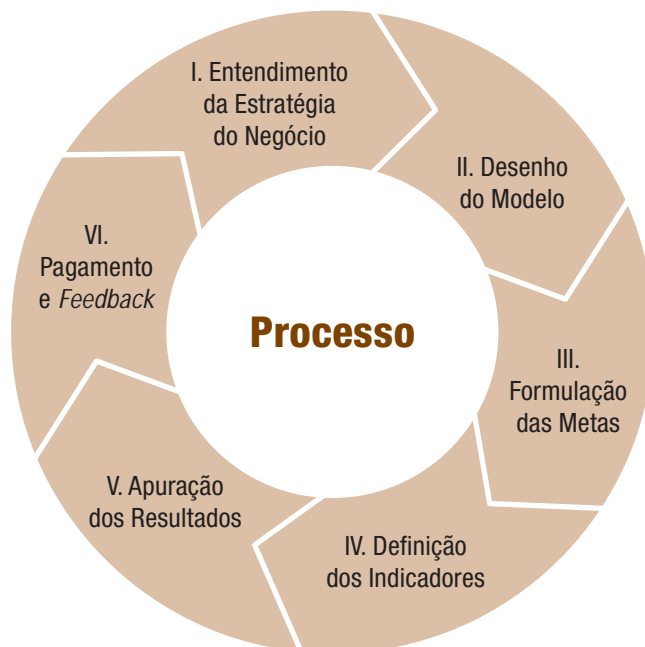 I. Entendimento
da Estratégia
do Negócio
II. Desenho
do Modelo
III.
Formulação
das Metas
IV. Definição
dos Indicadores
V. Apuração
dos Resultados
VI.
Pagamento
e Feedback
Processo